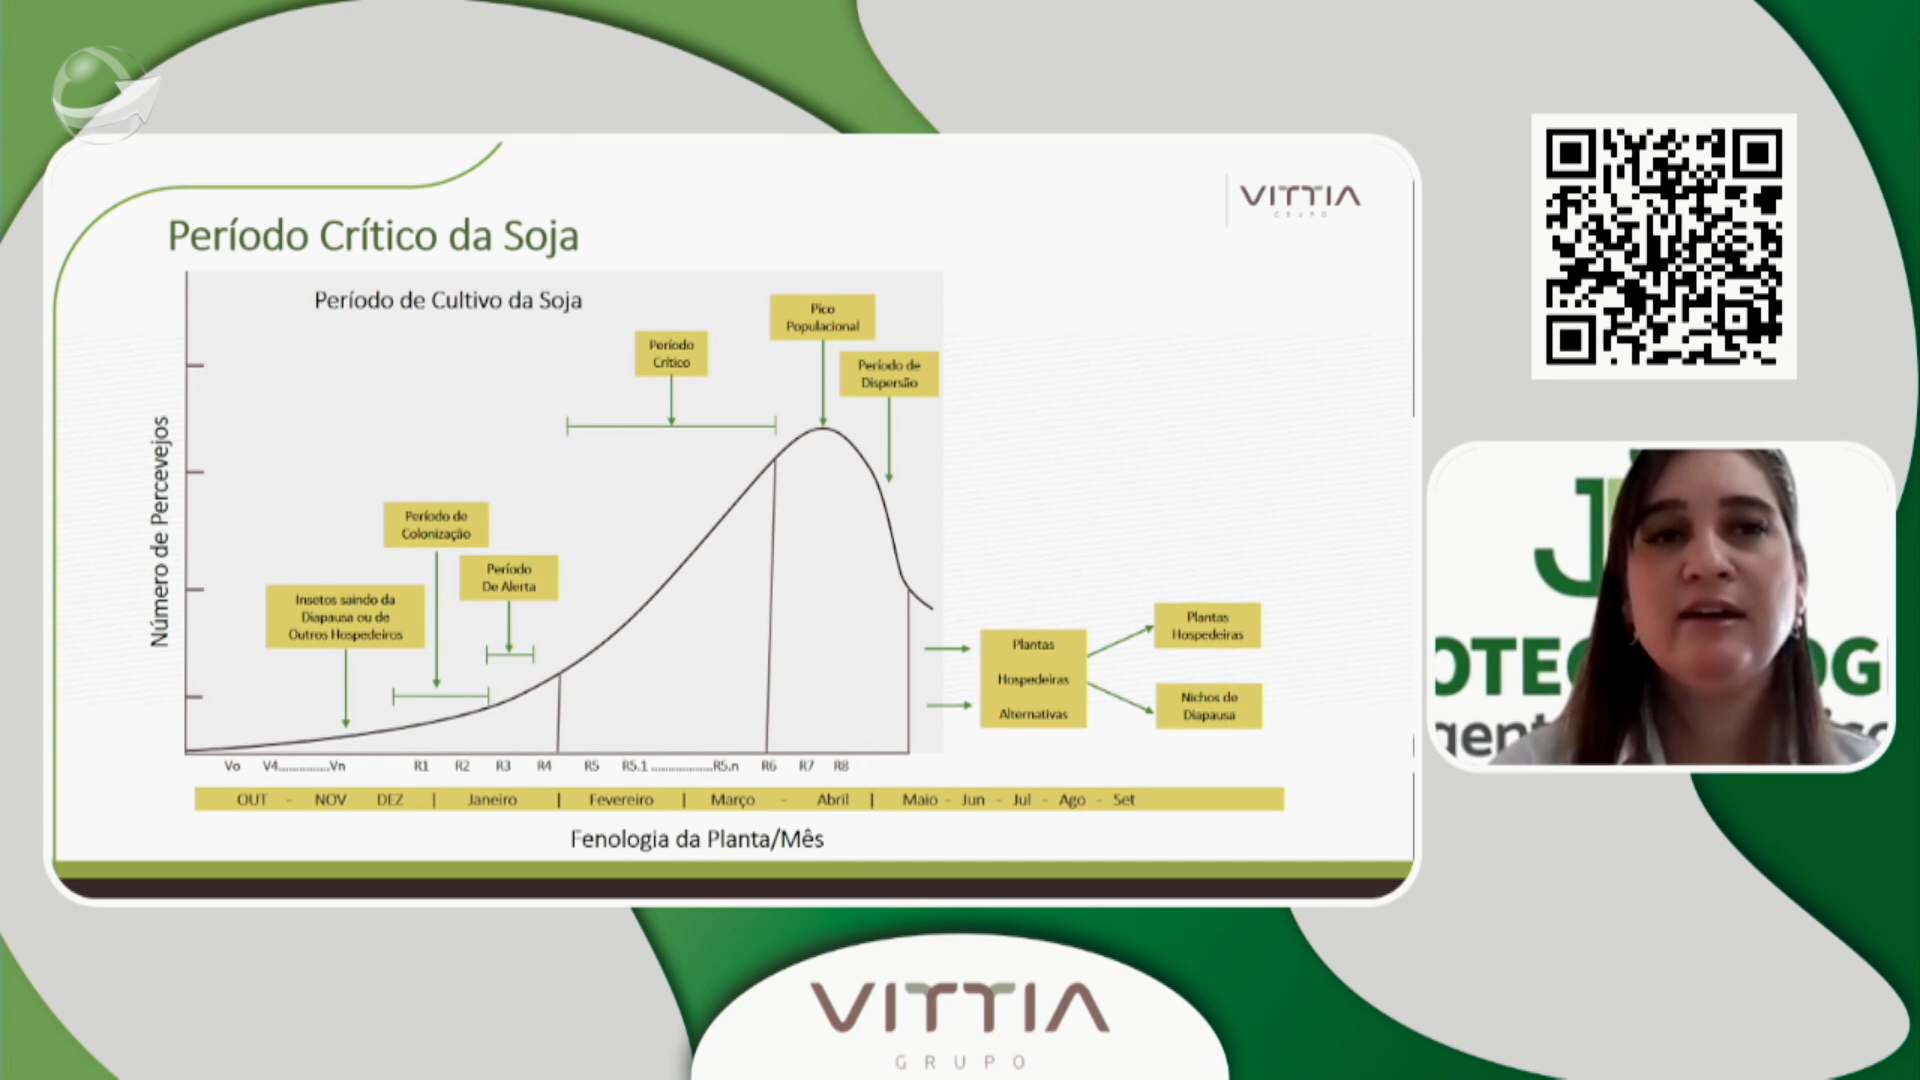 VITTIA
GRUPO
Período Crítico da Soja
Período de Cultivo da Soja
Pico
Populacional
Período
Crítico
Período de
Dispersão
Número de Percevejos
Período de
Colonização
Período
De Alerta
Insetos saindo da
Diapausa ou de
Outros Hospedeiros
Plantas
Hospedeiras
Alternativas
Plantas
Hospedeiras
Nichos de
Diapausa
Vo V4................Vn R1 R2 R3 R4 R5 R5.1 ...................R5.n R6 R7 R8
OUT - NOV DEZ | Janeiro | Fevereiro | Março - Abril | Maio - Jun - Jul - Ago - Set
Fenologia da Planta/Mês
VITTIA
GRUPO